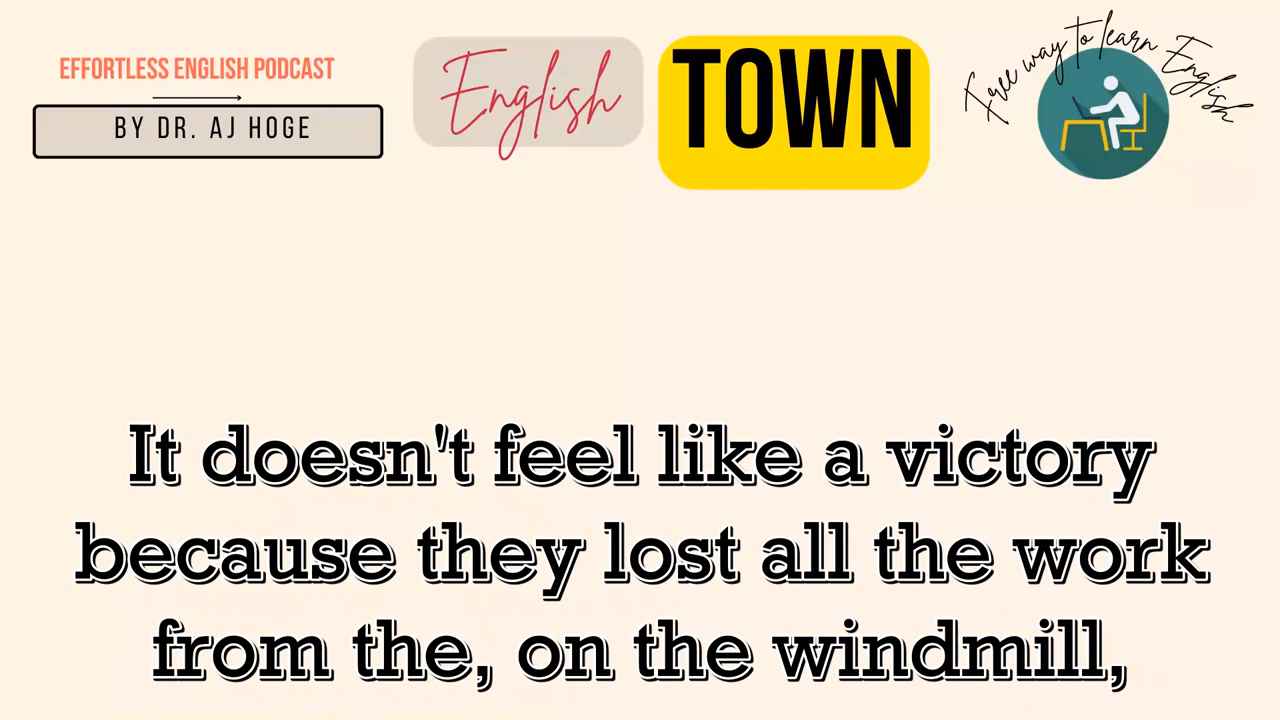 EFFORTLESS ENGLISH PODCAST
BY DR. AJ HOGE
English
TOWN
Free way to learn English
It doesn't feel like a victory
because they lost all the work
from the, on the windmill,